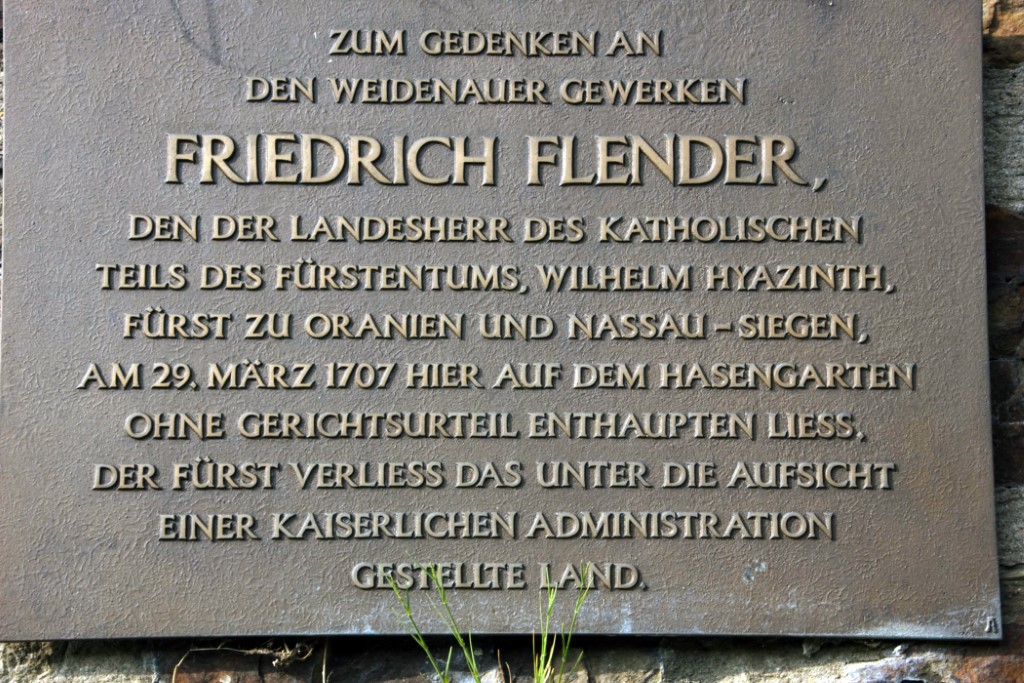 ZUM GEDENKEN AN
DEN WEIDENAUER GEWERKEN
FRIEDRICH FLENDER,
DEN DER LANDESHERR DES KATHOLISCHEN
TEILS DES FÜRSTENTUMS, WILHELM HYAZINTH,
FÜRST ZU ORANIEN UND NASSAU – SIEGEN,
AM 29. MÄRZ 1707 HIER AUF DEM HASENGARTEN
OHNE GERICHTSURTEIL ENTHAUPTEN LIESS.
DER FÜRST VERLIESS DAS UNTER DIE AUFSICHT
EINER KAISERLICHEN ADMINISTRATION
GESTELLTE LAND.